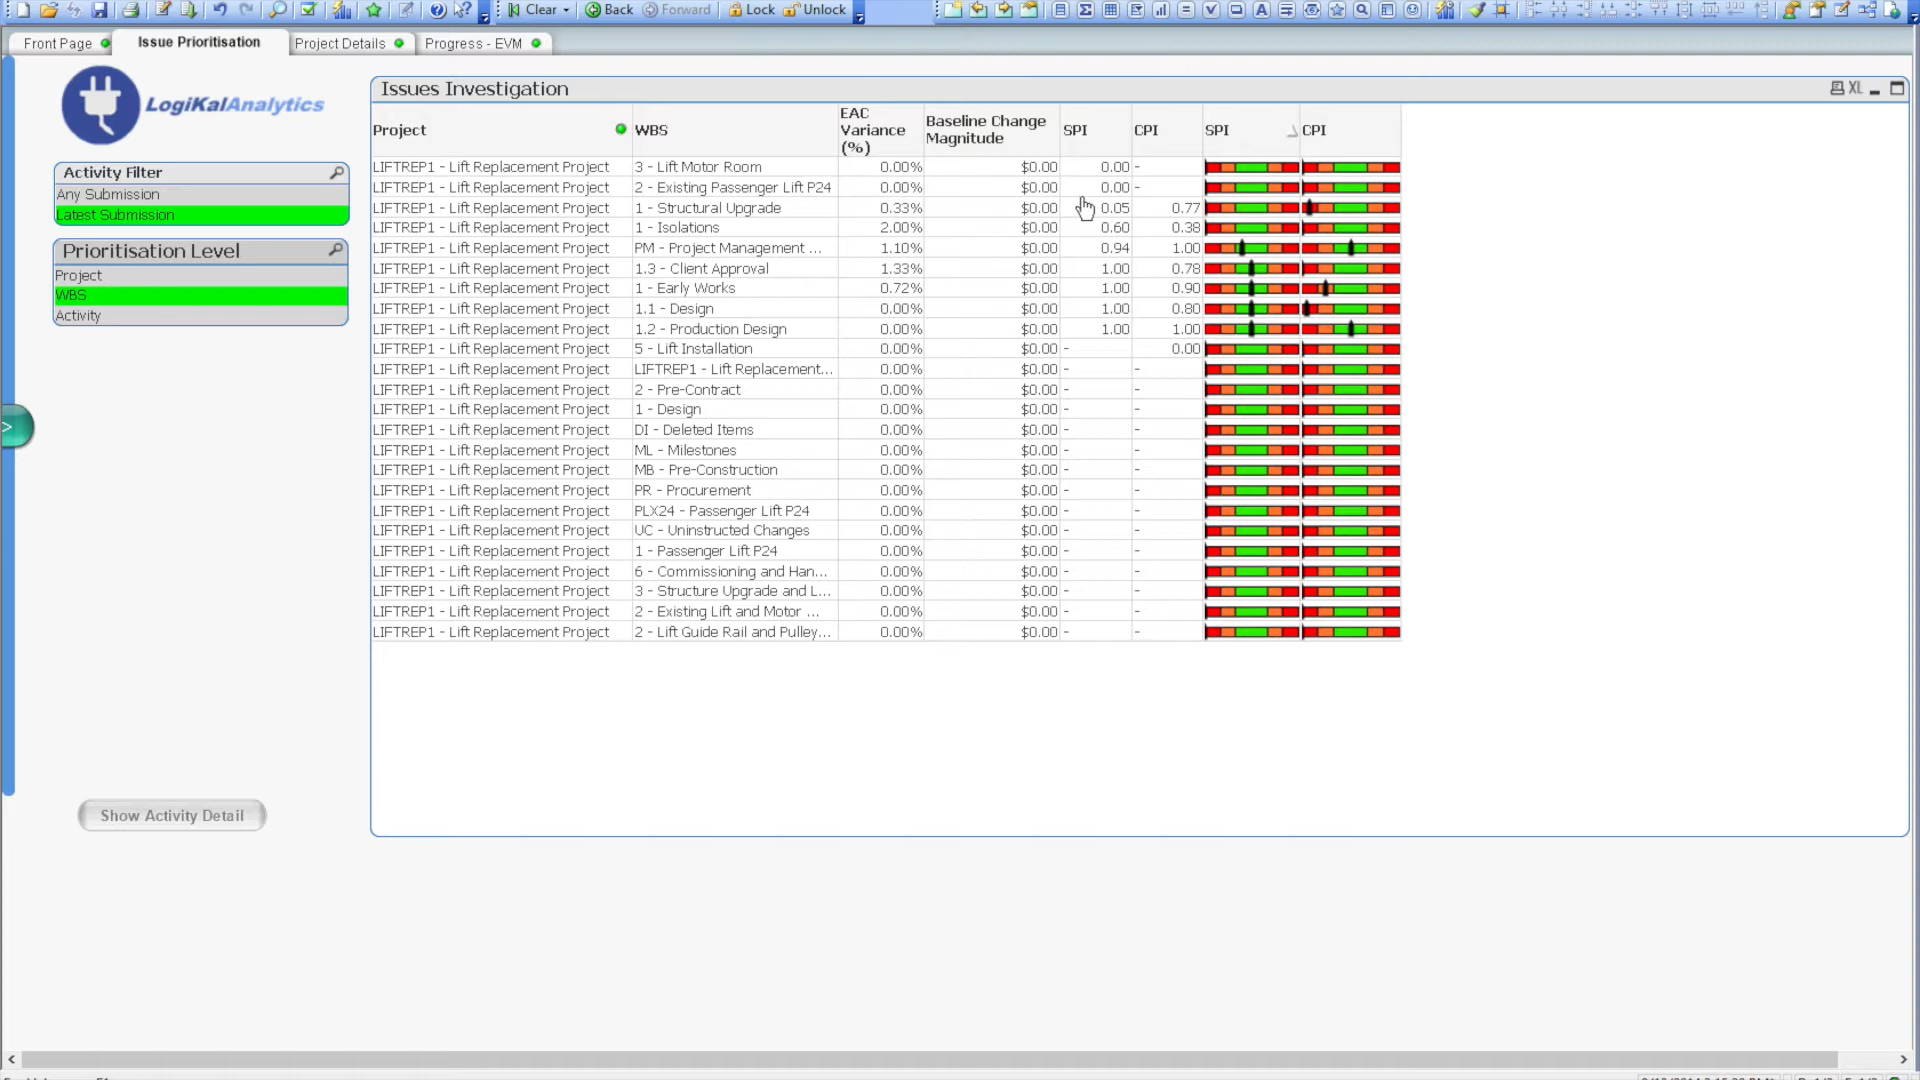 Clear Back Forward Lock Unlock XL
Front Page Issue Prioritisation Project Details Progress - EVM
LogiKalAnalytics
Activity Filter
Any Submission
Latest Submission
Prioritisation Level
Project
WBS
Activity
Show Activity Detail
Issues Investigation XL
Project WBS EAC Variance (%) Baseline Change Magnitude SPI CPI SPI CPI
LIFTREP1 - Lift Replacement Project 3 - Lift Motor Room 0.00% $0.00 0.00 -
LIFTREP1 - Lift Replacement Project 2 - Existing Passenger Lift P24 0.00% $0.00 0.00 -
LIFTREP1 - Lift Replacement Project 1 - Structural Upgrade 0.33% $0.00 0.05 0.77
LIFTREP1 - Lift Replacement Project 1 - Isolations 2.00% $0.00 0.60 0.38
LIFTREP1 - Lift Replacement Project PM - Project Management ... 1.10% $0.00 0.94 1.00
LIFTREP1 - Lift Replacement Project 1.3 - Client Approval 1.33% $0.00 1.00 0.78
LIFTREP1 - Lift Replacement Project 1 - Early Works 0.72% $0.00 1.00 0.90
LIFTREP1 - Lift Replacement Project 1.1 - Design 0.00% $0.00 1.00 0.80
LIFTREP1 - Lift Replacement Project 1.2 - Production Design 0.00% $0.00 1.00 1.00
LIFTREP1 - Lift Replacement Project 5 - Lift Installation 0.00% $0.00 - 0.00
LIFTREP1 - Lift Replacement Project LIFTREP1 - Lift Replacement... 0.00% $0.00 - -
LIFTREP1 - Lift Replacement Project 2 - Pre-Contract 0.00% $0.00 - -
LIFTREP1 - Lift Replacement Project 1 - Design 0.00% $0.00 - -
LIFTREP1 - Lift Replacement Project DI - Deleted Items 0.00% $0.00 - -
LIFTREP1 - Lift Replacement Project ML - Milestones 0.00% $0.00 - -
LIFTREP1 - Lift Replacement Project MB - Pre-Construction 0.00% $0.00 - -
LIFTREP1 - Lift Replacement Project PR - Procurement 0.00% $0.00 - -
LIFTREP1 - Lift Replacement Project PLX24 - Passenger Lift P24 0.00% $0.00 - -
LIFTREP1 - Lift Replacement Project UC - Uninstructed Changes 0.00% $0.00 - -
LIFTREP1 - Lift Replacement Project 1 - Passenger Lift P24 0.00% $0.00 - -
LIFTREP1 - Lift Replacement Project 6 - Commissioning and Han... 0.00% $0.00 - -
LIFTREP1 - Lift Replacement Project 3 - Structure Upgrade and L... 0.00% $0.00 - -
LIFTREP1 - Lift Replacement Project 2 - Existing Lift and Motor ... 0.00% $0.00 - -
LIFTREP1 - Lift Replacement Project 2 - Lift Guide Rail and Pulley... 0.00% $0.00 - -